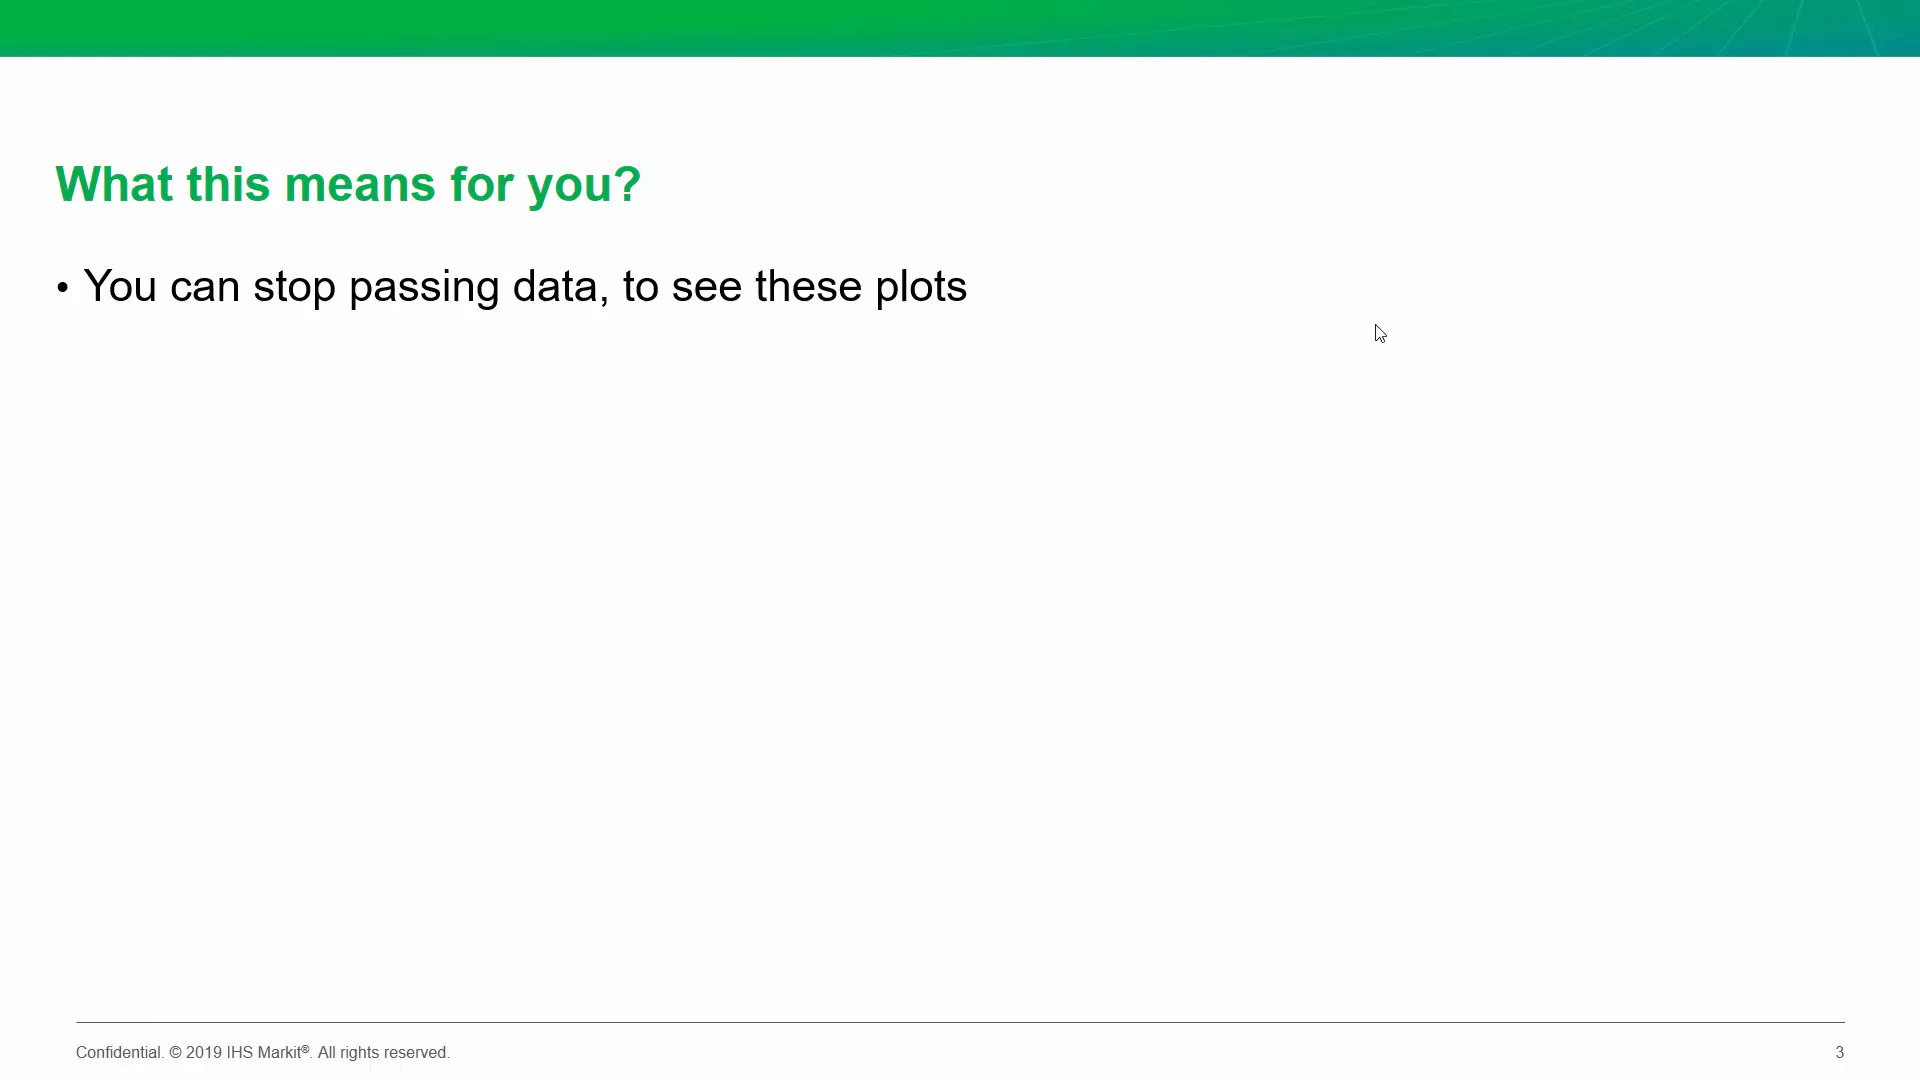 What this means for you?
• You can stop passing data, to see these plots
Confidential. © 2019 IHS Markit®. All rights reserved.
3